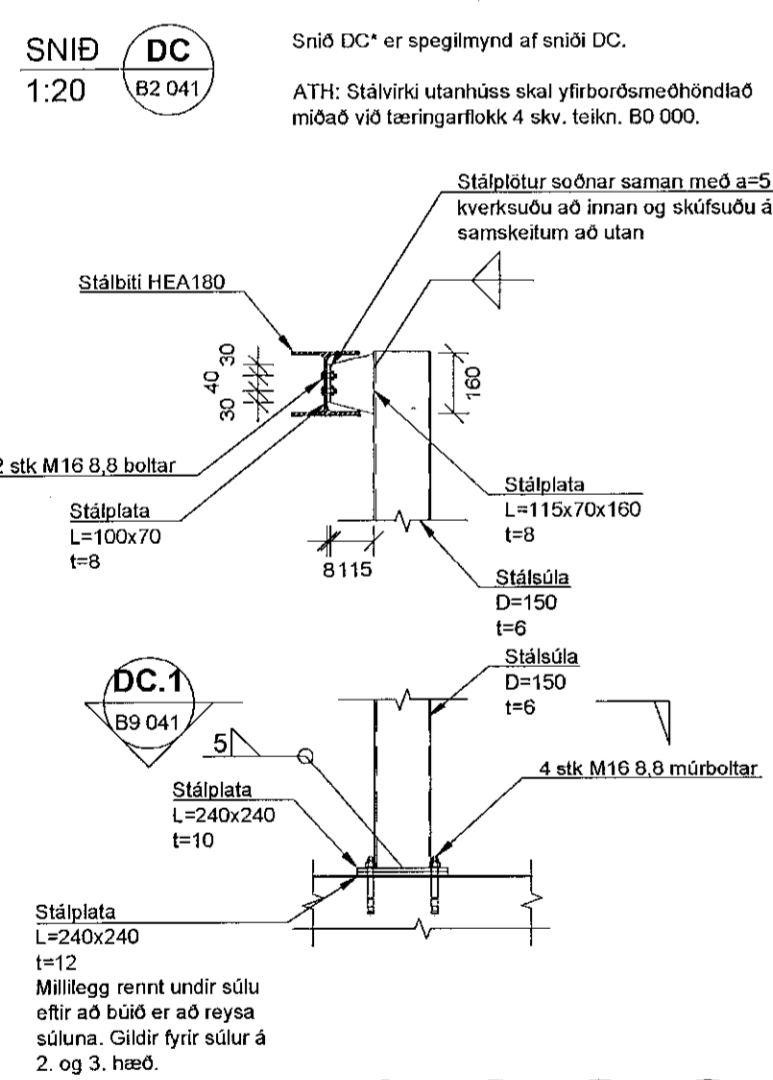 SNIÐ
1:20
DC
B2 041
Snið DC* er spegilmynd af sniði DC.
ATH: Stálvirki utanhúss skal yfirborðsmeðhöndlað
miðað við tæringarflokk 4 skv. teikn. B0 000.
Stálplötur soðnar saman með a=5
kverksuðu að innan og skúfsuðu á
samskeitum að utan
Stálbiti HEA180
30
40
30
160
2 stk M16 8,8 boltar
Stálplata
L=100x70
t=8
8
115
Stálplata
L=115x70x160
t=8
Stálsúla
D=150
t=6
Stálsúla
D=150
t=6
DC.1
B9 041
5
4 stk M16 8,8 múrboltar
Stálplata
L=240x240
t=10
Stálplata
L=240x240
t=12
Millilegg rennt undir súlu
eftir að búið er að reysa
súluna. Gildir fyrir súlur á
2. og 3. hæð.